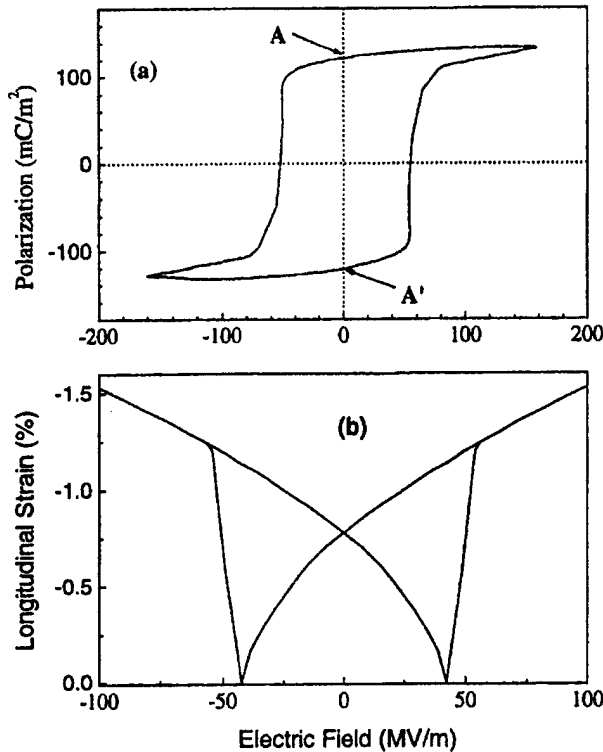 A
(a)
100
0
-100
Polarization (mC/m²)
A'
-200
-100
0
100
200
-1.5
(b)
-1.0
-0.5
0.0
Longitudinal Strain (%)
-100
-50
0
50
100
Electric Field (MV/m)